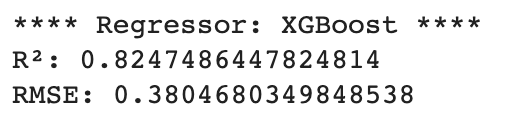 **** Regressor: XGBoost ****
R²: 0.8247486447824814
RMSE: 0.3804680349848538